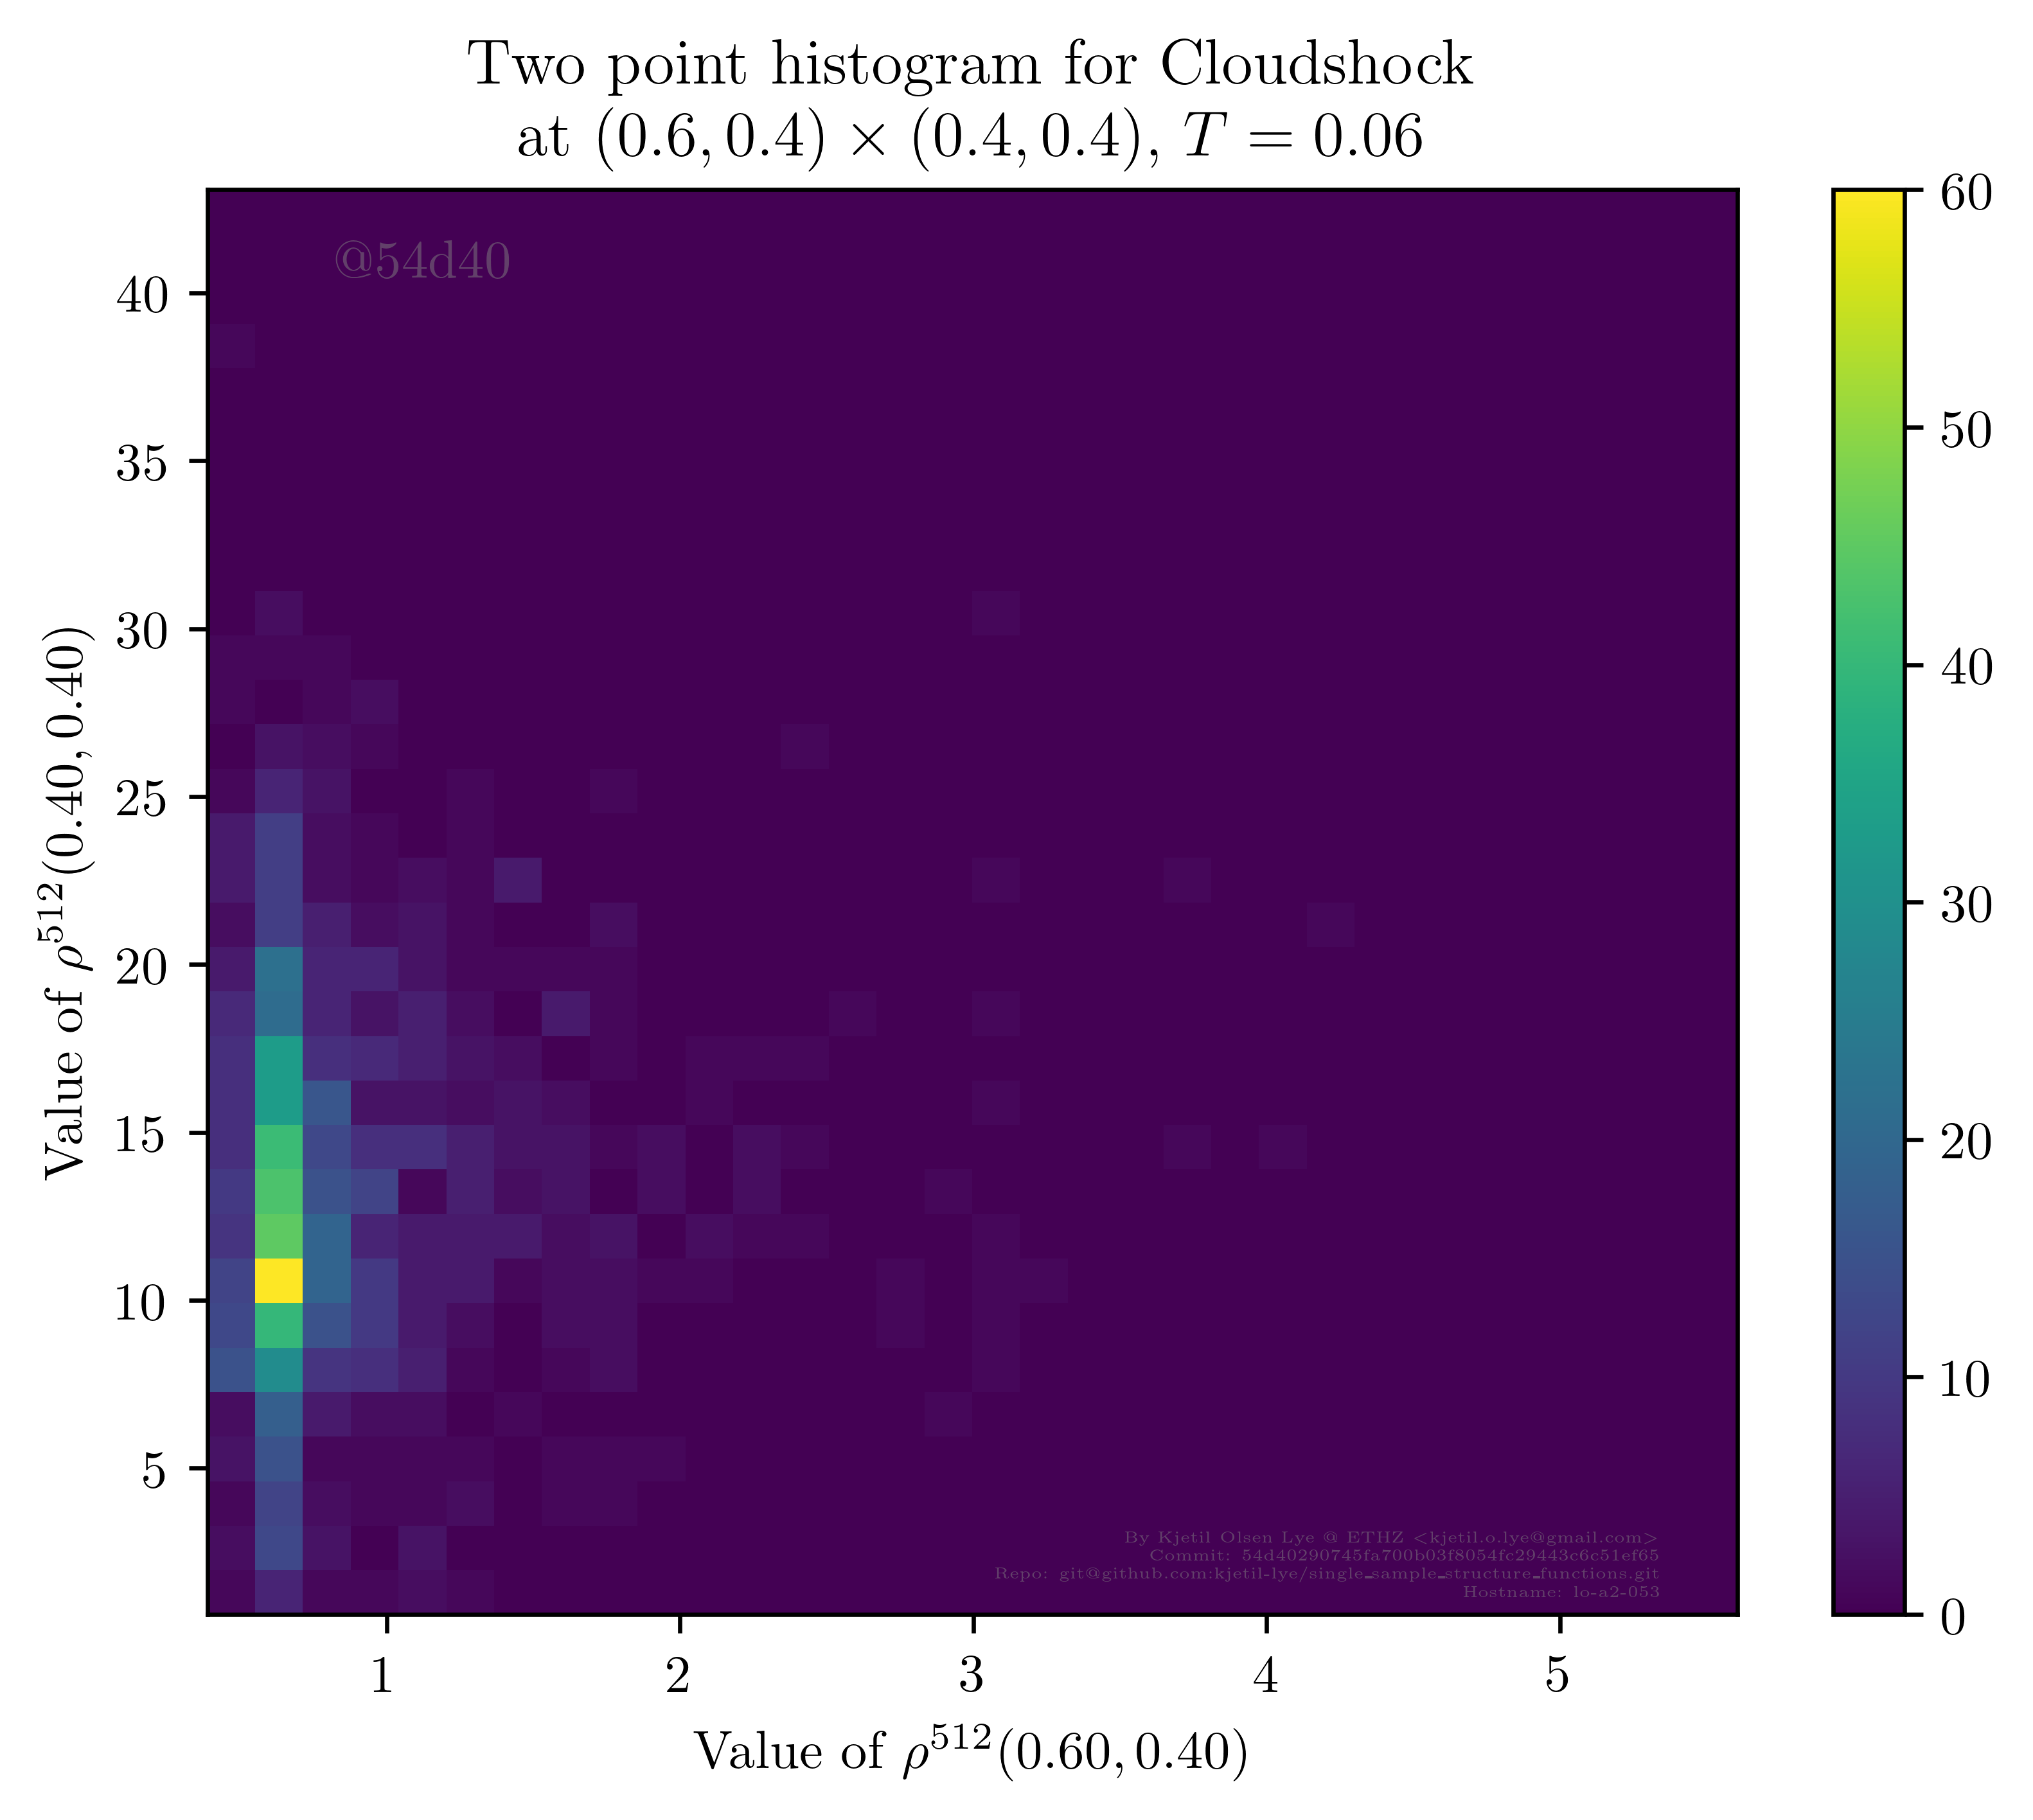 Two point histogram for Cloudshock
at (0.6, 0.4) × (0.4, 0.4), T = 0.06
@54d40
40
35
30
25
20
15
10
5
Value of ρ^512(0.40, 0.40)
1 2 3 4 5
Value of ρ^512(0.60, 0.40)
60
50
40
30
20
10
0
By Kjetil Olsen Lye @ ETHZ <kjetil.o.lye@gmail.com>
Commit: 54d40290745fa700b03f8054fc29443c6c51ef65
Repo: git@github.com:kjetil-lye/single_sample_structure_functions.git
Hostname: lo-a2-053